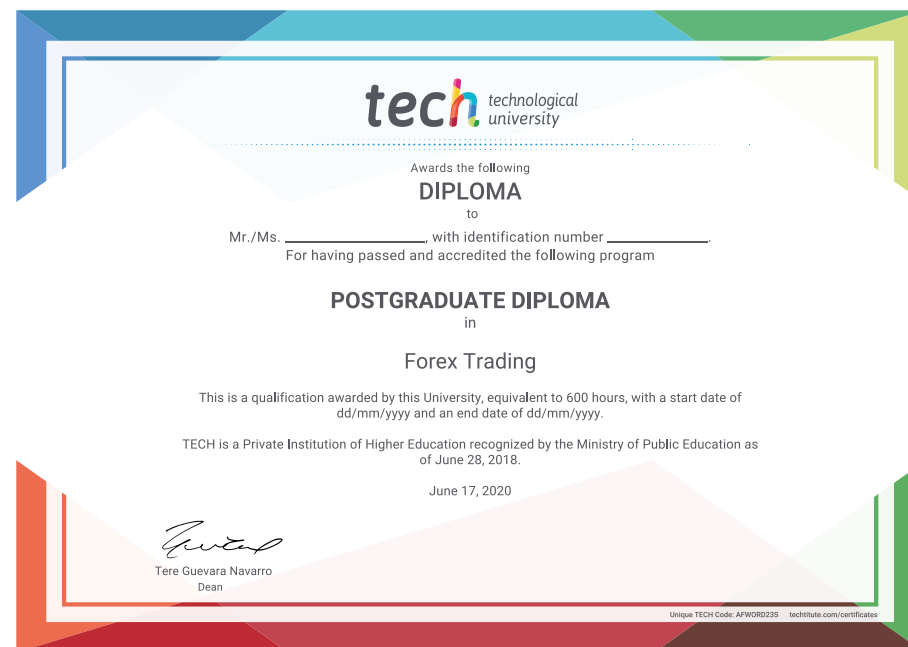 tech technological
university
Awards the following
DIPLOMA
to
Mr./Ms. ____________________, with identification number ______________.
For having passed and accredited the following program
POSTGRADUATE DIPLOMA
in
Forex Trading
This is a qualification awarded by this University, equivalent to 600 hours, with a start date of
dd/mm/yyyy and an end date of dd/mm/yyyy.
TECH is a Private Institution of Higher Education recognized by the Ministry of Public Education as
of June 28, 2018.
June 17, 2020
Tere Guevara Navarro
Dean
Unique TECH Code: AFWORD23S techtitute.com/certificates